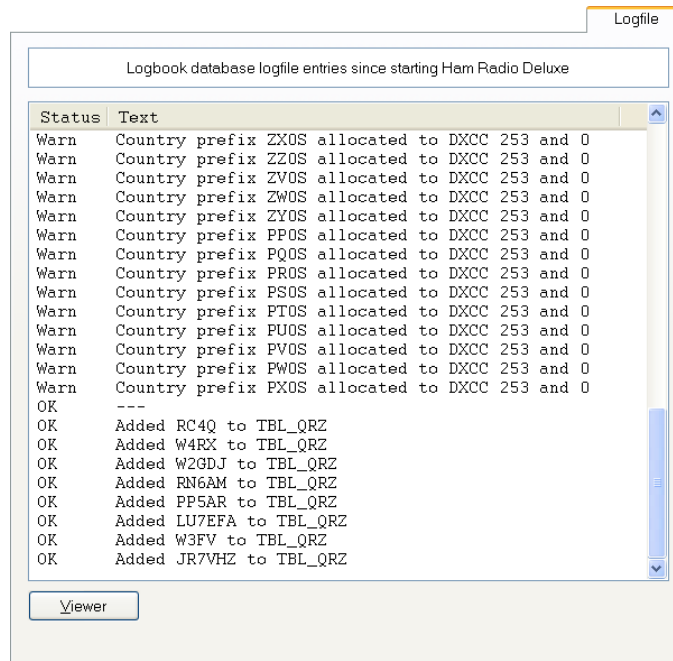 Logfile
Logbook database logfile entries since starting Ham Radio Deluxe
Status Text
Warn Country prefix ZX0S allocated to DXCC 253 and 0
Warn Country prefix ZZ0S allocated to DXCC 253 and 0
Warn Country prefix ZV0S allocated to DXCC 253 and 0
Warn Country prefix ZW0S allocated to DXCC 253 and 0
Warn Country prefix ZY0S allocated to DXCC 253 and 0
Warn Country prefix PP0S allocated to DXCC 253 and 0
Warn Country prefix PQ0S allocated to DXCC 253 and 0
Warn Country prefix PR0S allocated to DXCC 253 and 0
Warn Country prefix PS0S allocated to DXCC 253 and 0
Warn Country prefix PT0S allocated to DXCC 253 and 0
Warn Country prefix PU0S allocated to DXCC 253 and 0
Warn Country prefix PV0S allocated to DXCC 253 and 0
Warn Country prefix PW0S allocated to DXCC 253 and 0
Warn Country prefix PX0S allocated to DXCC 253 and 0
OK ---
OK Added RC4Q to TBL_QRZ
OK Added W4RX to TBL_QRZ
OK Added W2GDJ to TBL_QRZ
OK Added RN6AM to TBL_QRZ
OK Added PP5AR to TBL_QRZ
OK Added LU7EFA to TBL_QRZ
OK Added W3FV to TBL_QRZ
OK Added JR7VHZ to TBL_QRZ
Viewer